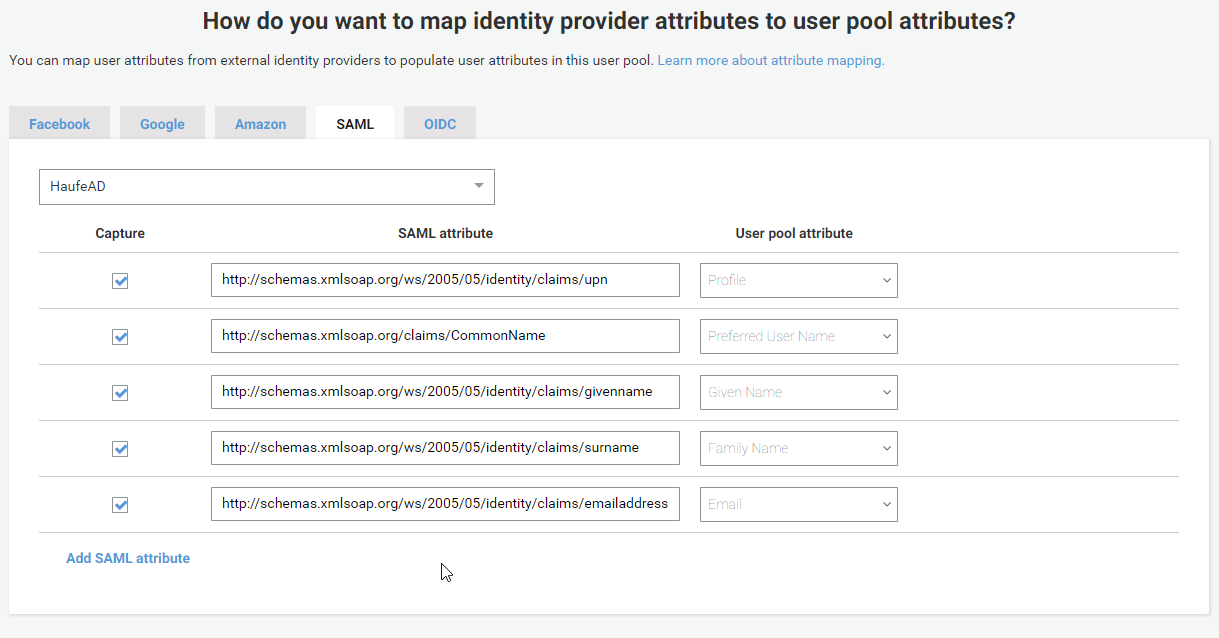 How do you want to map identity provider attributes to user pool attributes?
You can map user attributes from external identity providers to populate user attributes in this user pool. Learn more about attribute mapping.
Facebook Google Amazon SAML OIDC
HaufeAD
Capture SAML attribute User pool attribute
http://schemas.xmlsoap.org/ws/2005/05/identity/claims/upn Profile
http://schemas.xmlsoap.org/claims/CommonName Preferred User Name
http://schemas.xmlsoap.org/ws/2005/05/identity/claims/givenname Given Name
http://schemas.xmlsoap.org/ws/2005/05/identity/claims/surname Family Name
http://schemas.xmlsoap.org/ws/2005/05/identity/claims/emailaddress Email
Add SAML attribute